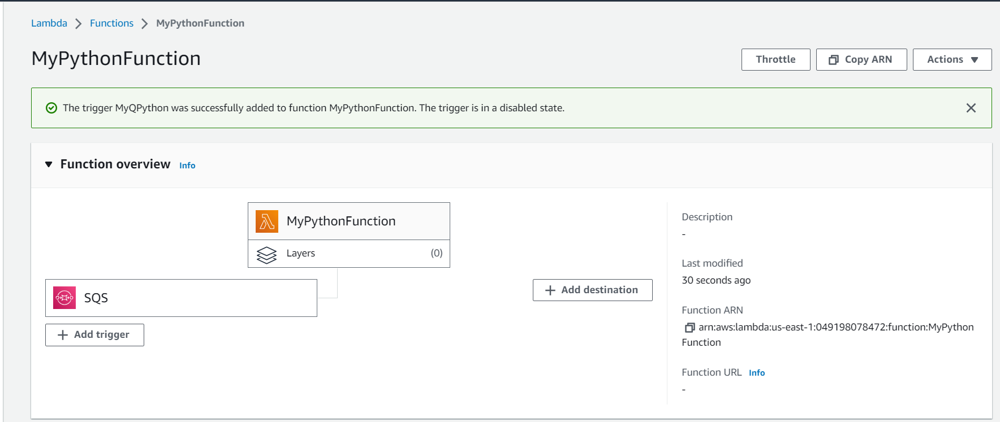 Lambda > Functions > MyPythonFunction
MyPythonFunction
Throttle
Copy ARN
Actions
The trigger MyQPython was successfully added to function MyPythonFunction. The trigger is in a disabled state.
Function overview Info
MyPythonFunction
Layers (0)
SQS
Add trigger
Add destination
Description
-
Last modified
30 seconds ago
Function ARN
arn:aws:lambda:us-east-1:049198078472:function:MyPython
Function
Function URL Info
-